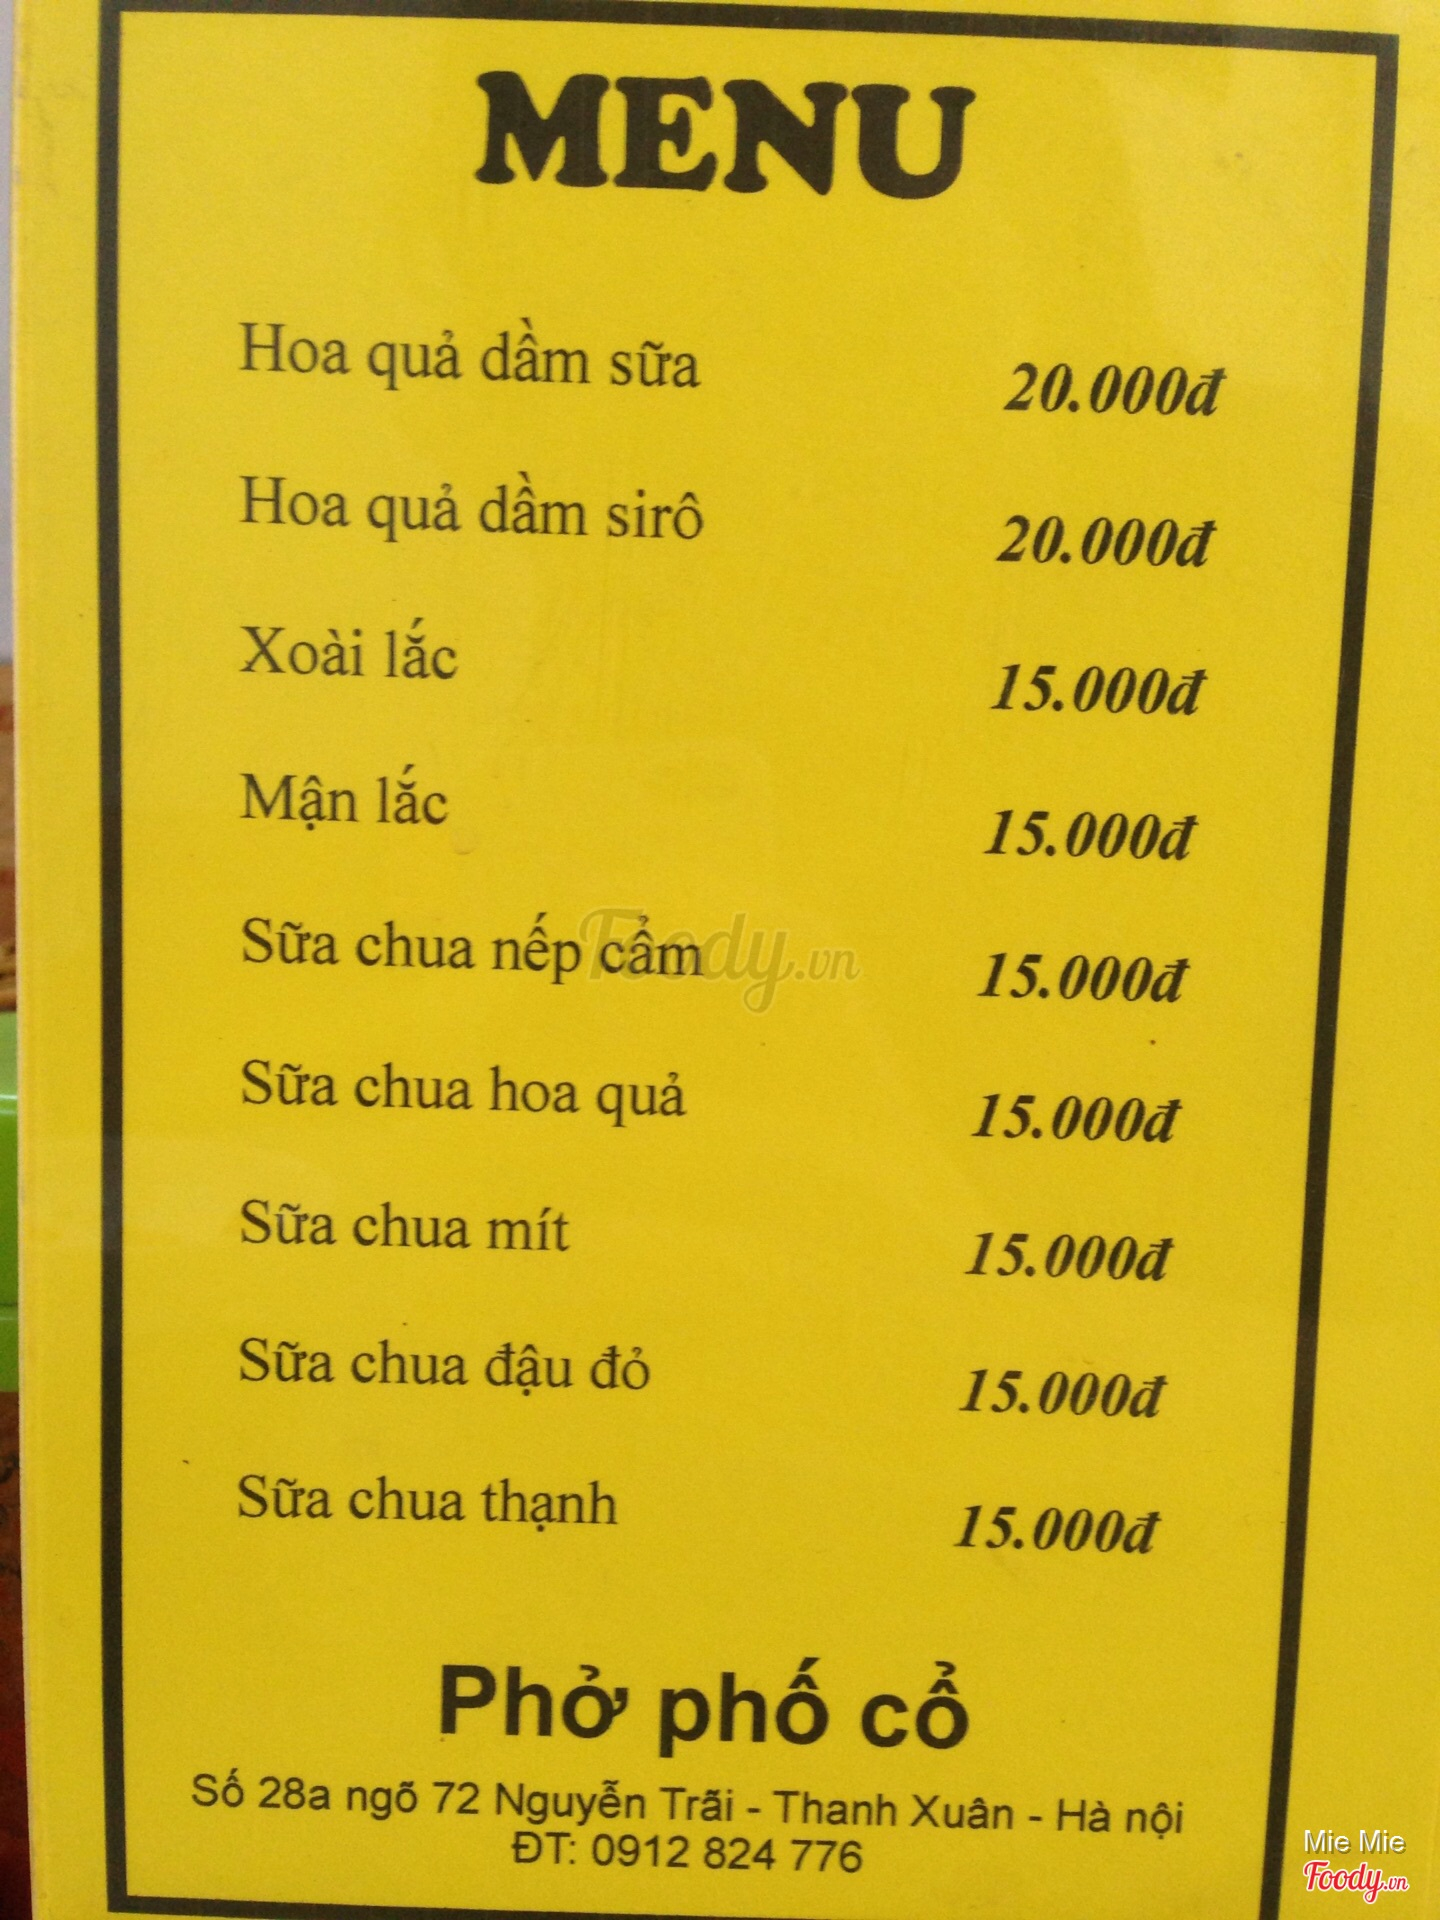 MENU
Hoa quả dầm sữa 20.000đ
Hoa quả dầm sirô 20.000đ
Xoài lắc 15.000đ
Mận lắc 15.000đ
Sữa chua nếp cẩm 15.000đ
Foody.vn
Sữa chua hoa quả 15.000đ
Sữa chua mít 15.000đ
Sữa chua đậu đỏ 15.000đ
Sữa chua thạnh 15.000đ
Phở phố cổ
Số 28a ngõ 72 Nguyễn Trãi - Thanh Xuân - Hà nội
ĐT: 0912 824 776
Mie Mie
Foody.vn